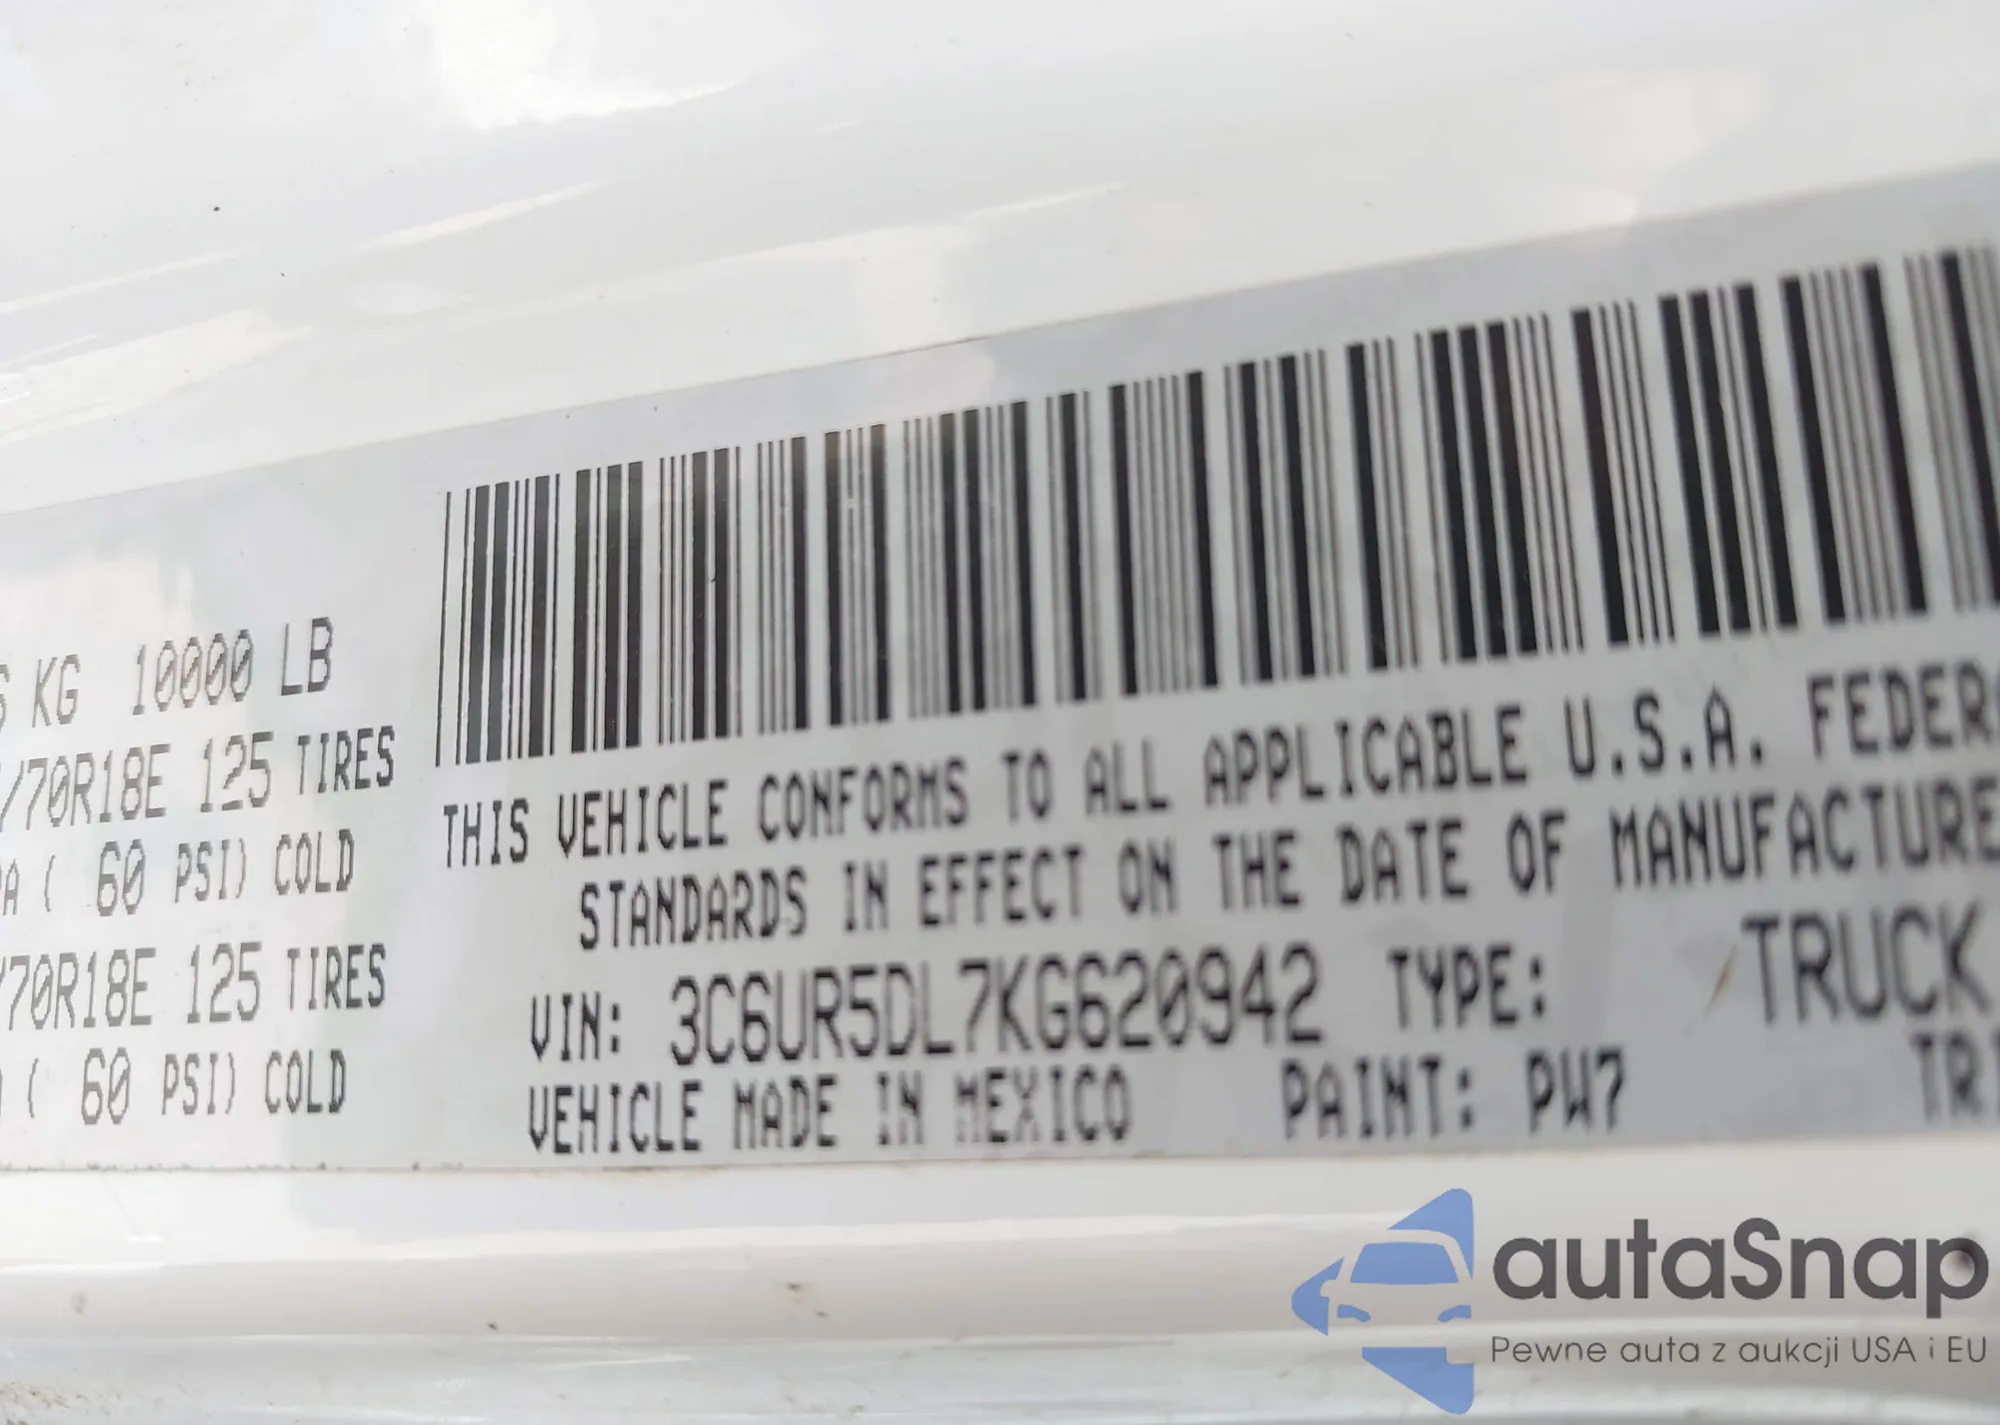 KG 10000 LB
/70R18E 125 TIRES
( 60 PSI) COLD
70R18E 125 TIRES
( 60 PSI) COLD
THIS VEHICLE CONFORMS TO ALL APPLICABLE U.S.A. FEDERA
STANDARDS IN EFFECT ON THE DATE OF MANUFACTURE
VIN: 3C6UR5DL7KG620942 TYPE: TRUCK
VEHICLE MADE IN MEXICO PAINT: PW7 TRI
autaSnap
Pewne auta z aukcji USA i EU